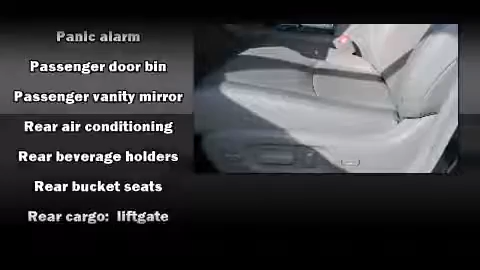 Panic alarm
Passenger door bin
Passenger vanity mirror
Rear air conditioning
Rear beverage holders
Rear bucket seats
Rear cargo: liftgate